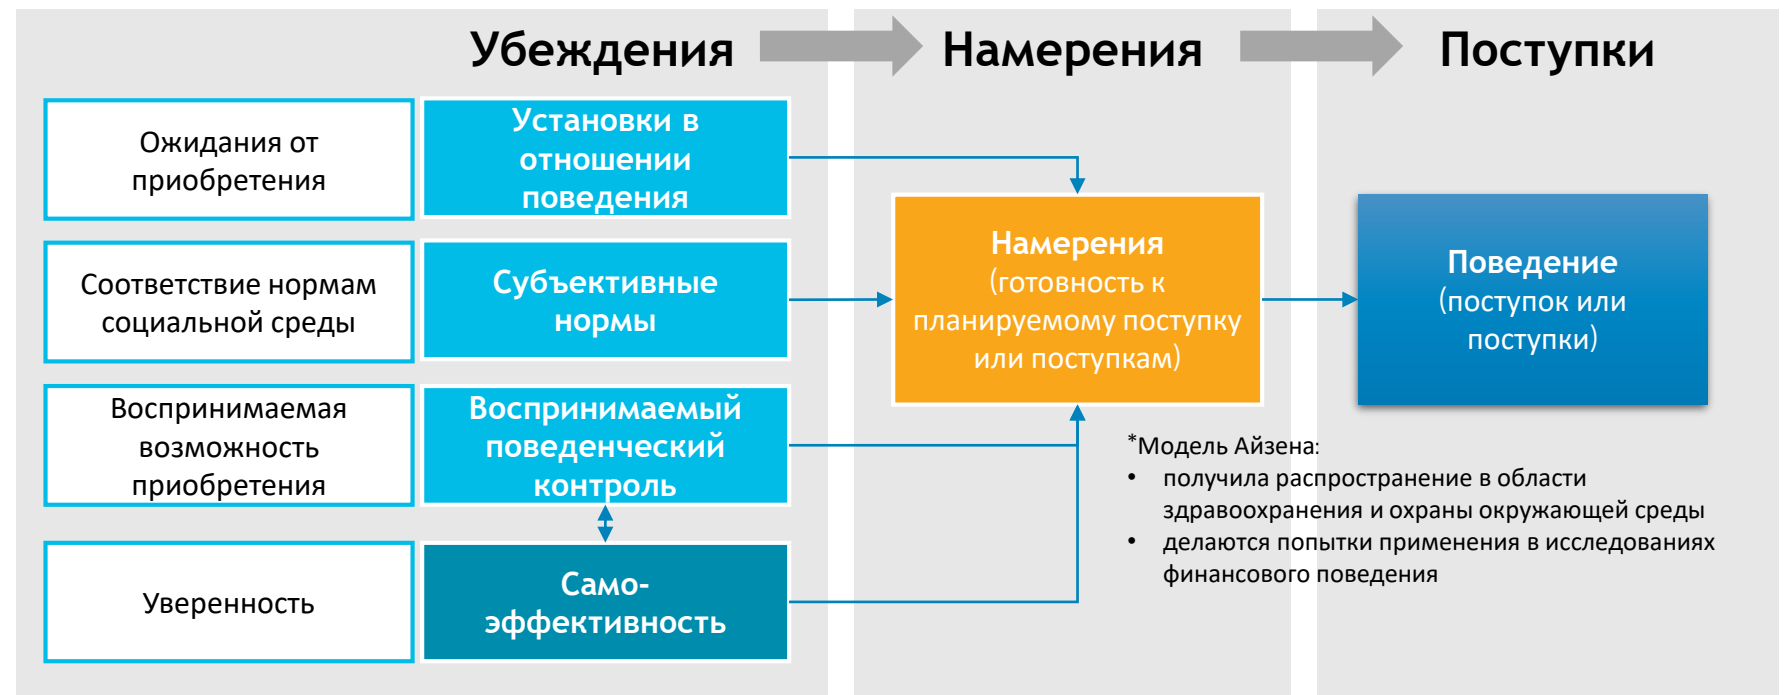 Убеждения
Намерения
Поступки
Ожидания от
приобретения
Установки в
отношении
поведения
Соответствие нормам
социальной среды
Субъективные
нормы
Воспринимаемая
возможность
приобретения
Воспринимаемый
поведенческий
контроль
Уверенность
Само-
эффективность
Намерения
(готовность к
планируемому поступку
или поступкам)
Поведение
(поступок или
поступки)
*Модель Айзена:
• получила распространение в области
здравоохранения и охраны окружающей среды
• делаются попытки применения в исследованиях
финансового поведения